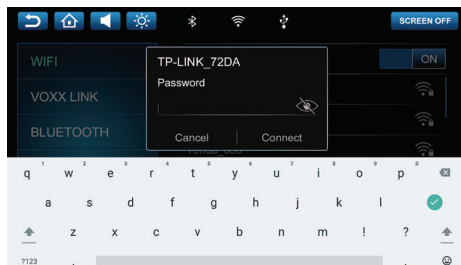 SCREEN OFF
WIFI
ON
TP-LINK_72DA
Password
VOXX LINK
BLUETOOTH
Cancel
Connect
1 2 3 4 5 6 7 8 9 0
q w e r t y u i o p
a s d f g h j k l
z x c v b n m ! ?
?123 , .